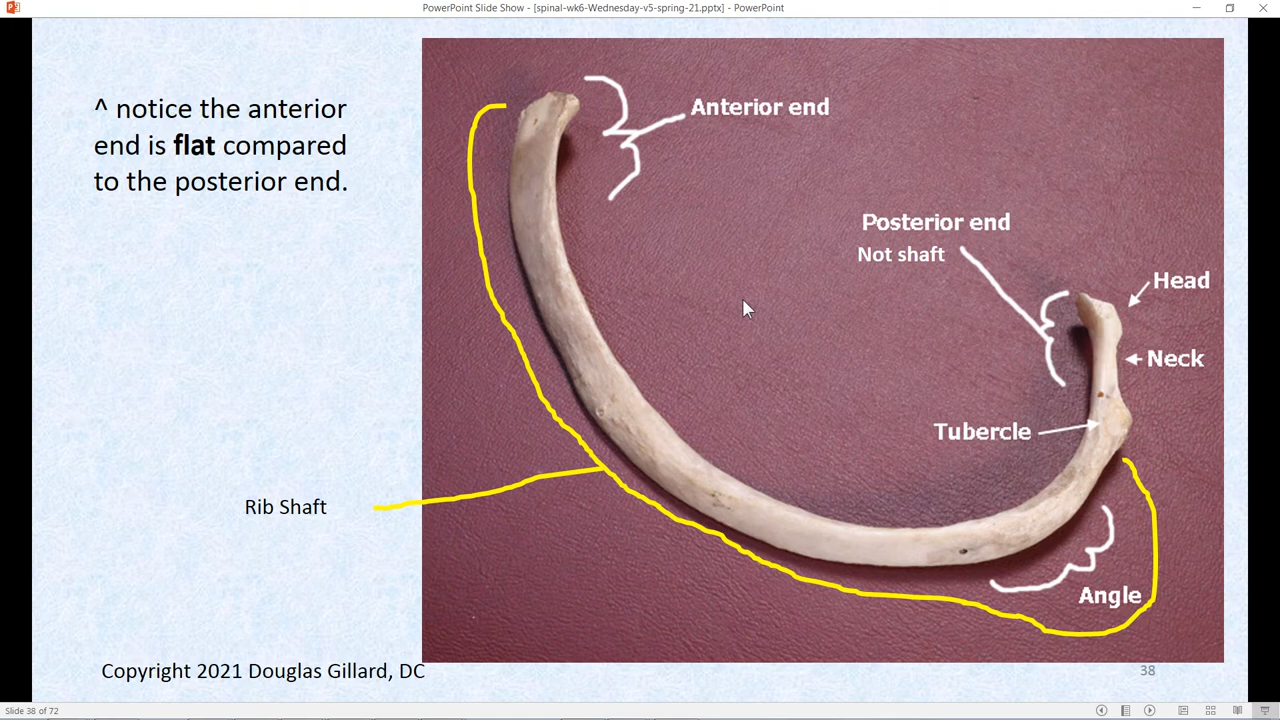 PowerPoint Slide Show - [spinal-wk6-Wednesday-v5-spring-21.pptx] - PowerPoint
^ notice the anterior
end is flat compared
to the posterior end.
Anterior end
Posterior end
Not shaft
Head
Neck
Tubercle
Rib Shaft
Angle
Copyright 2021 Douglas Gillard, DC
38
Slide 38 of 72